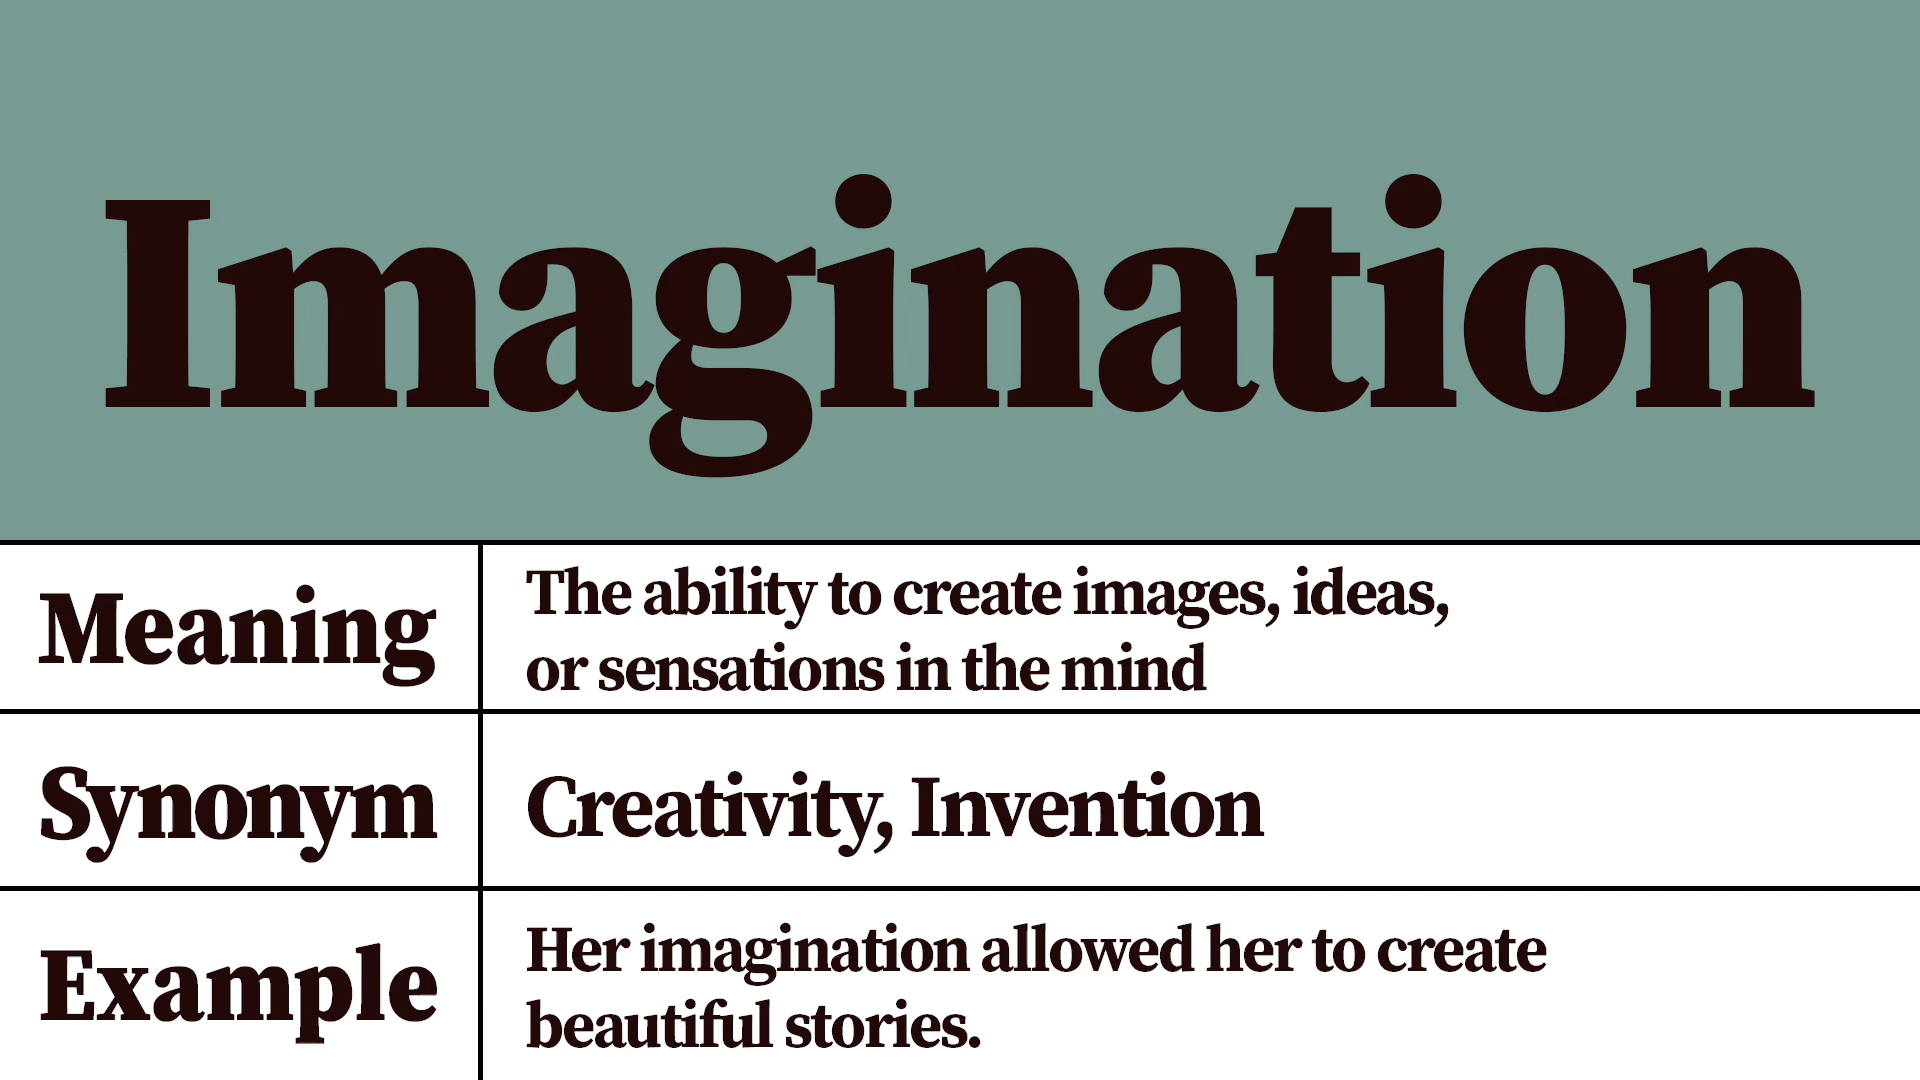 Imagination
Meaning
The ability to create images, ideas,
or sensations in the mind
Synonym
Creativity, Invention
Example
Her imagination allowed her to create
beautiful stories.